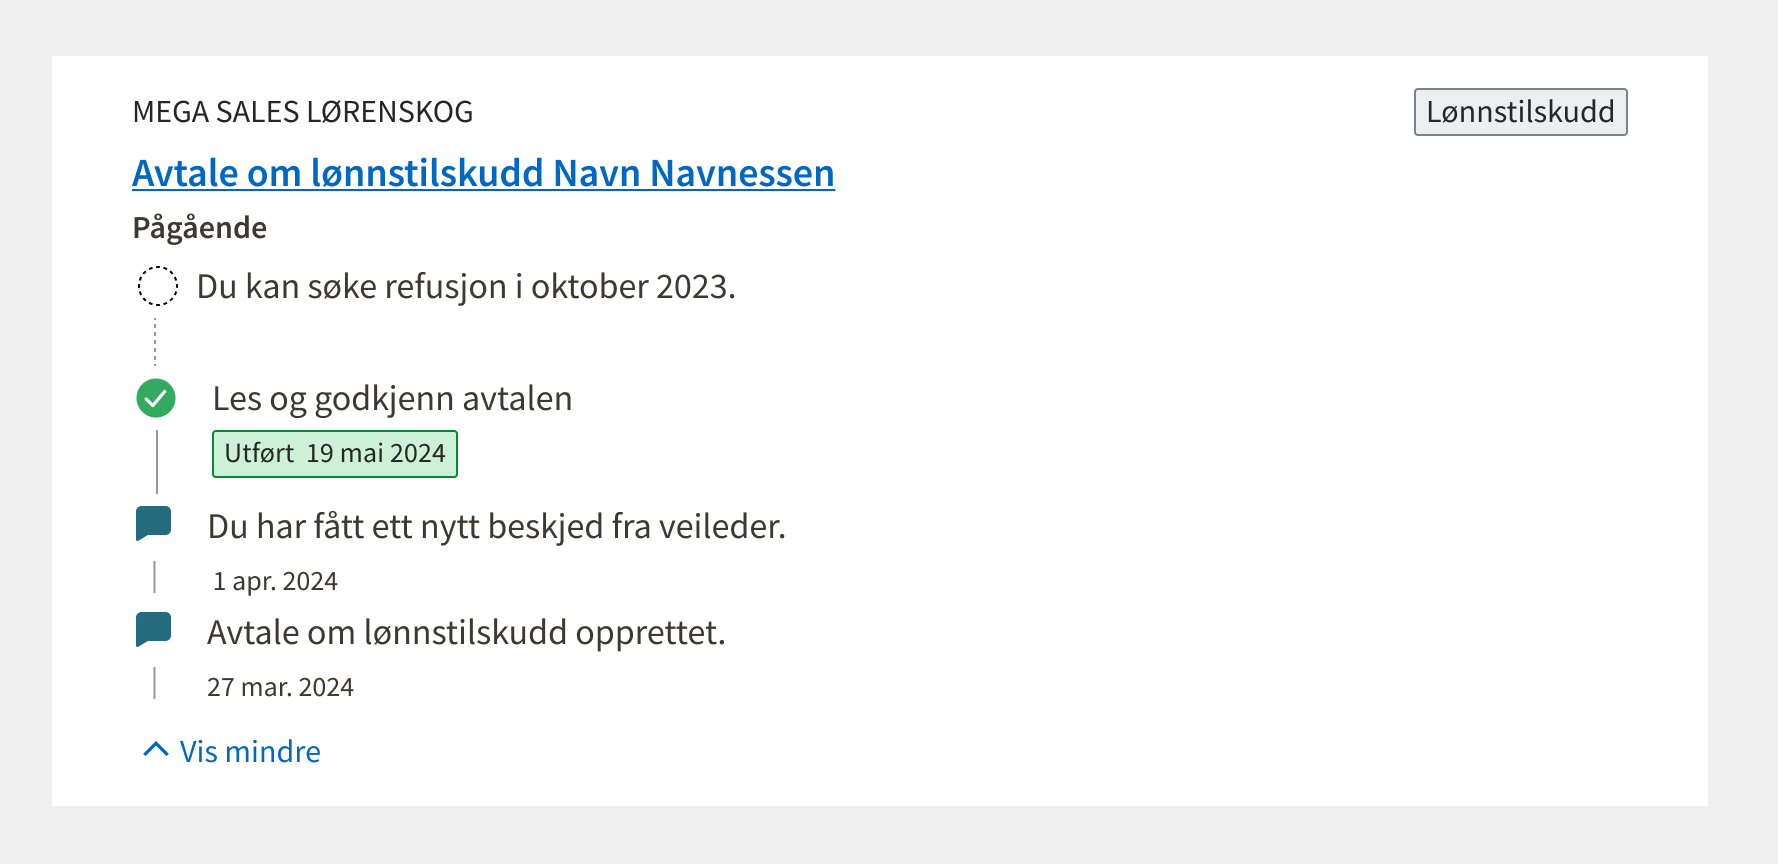 MEGA SALES LØRENSKOG
Lønnstilskudd
Avtale om lønnstilskudd Navn Navnessen
Pågående
Du kan søke refusjon i oktober 2023.
Les og godkjenn avtalen
Utført 19 mai 2024
Du har fått ett nytt beskjed fra veileder.
1 apr. 2024
Avtale om lønnstilskudd opprettet.
27 mar. 2024
Vis mindre